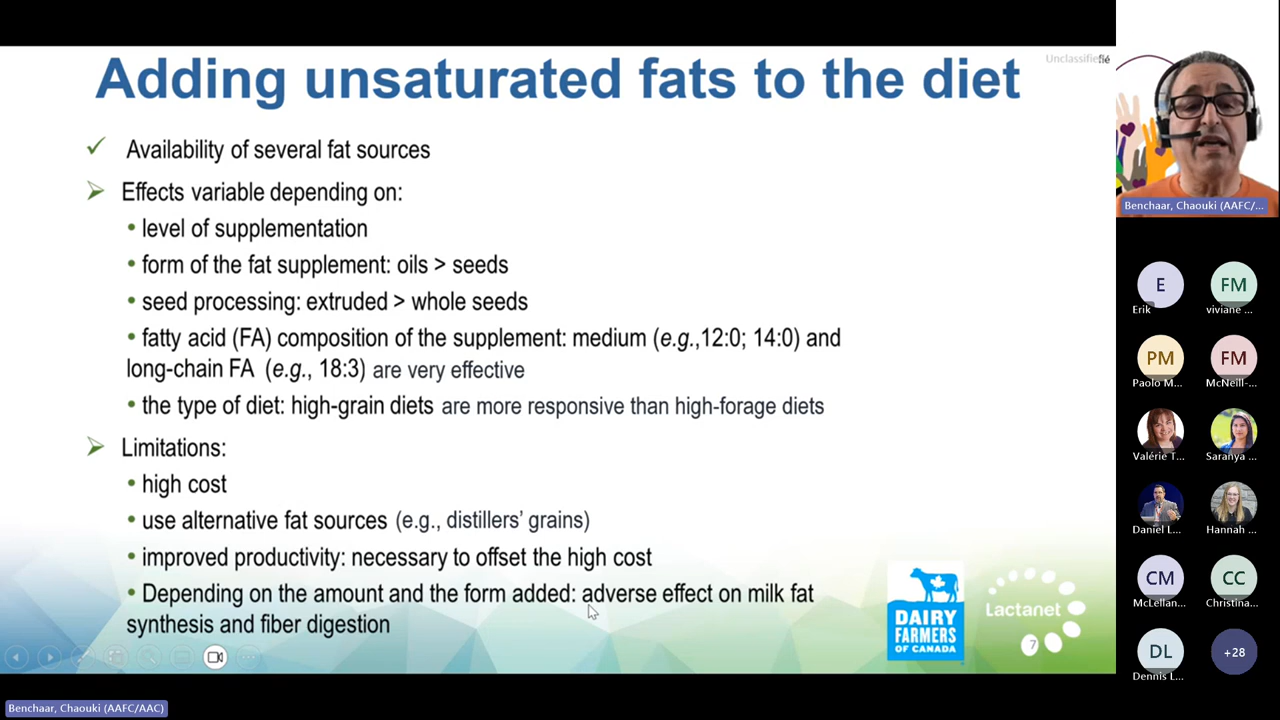 Adding unsaturated fats to the diet
✓ Availability of several fat sources
➢ Effects variable depending on:
• level of supplementation
• form of the fat supplement: oils > seeds
• seed processing: extruded > whole seeds
• fatty acid (FA) composition of the supplement: medium (e.g.,12:0; 14:0) and
long-chain FA (e.g., 18:3) are very effective
• the type of diet: high-grain diets are more responsive than high-forage diets
➢ Limitations:
• high cost
• use alternative fat sources (e.g., distillers’ grains)
• improved productivity: necessary to offset the high cost
• Depending on the amount and the form added: adverse effect on milk fat
synthesis and fiber digestion
DAIRY
FARMERS
OF CANADA
Lactanet
7
Benchaar, Chaouki (AAFC/AAC)
Benchaar, Chaouki (AAFC/...
E
Erik
FM
viviane ...
PM
Paolo M...
FM
McNeill-...
Valérie T...
Saranya ...
Daniel L...
Hannah ...
CM
McLellan...
CC
Christina...
DL
Dennis L...
+28